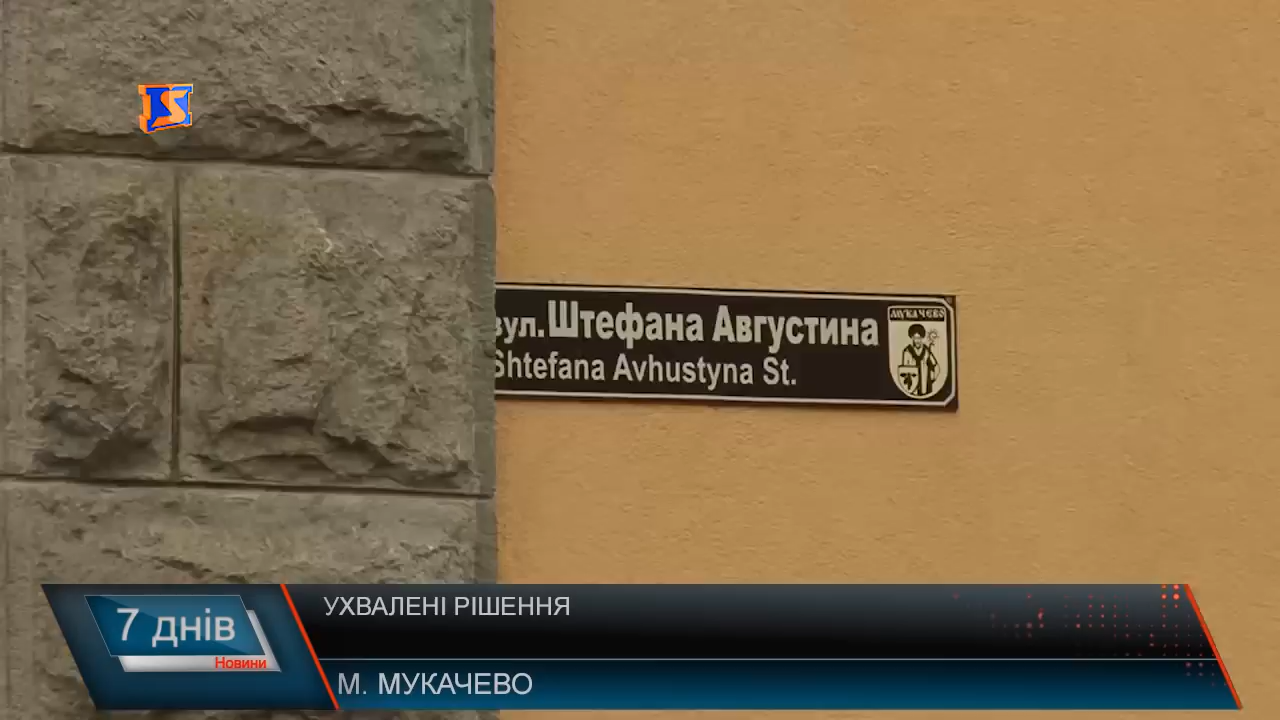 вул. Штефана Августина
Shtefana Avhustyna St.
МУКАЧЕВО
7 днів
Новини
УХВАЛЕНІ РІШЕННЯ
М. МУКАЧЕВО